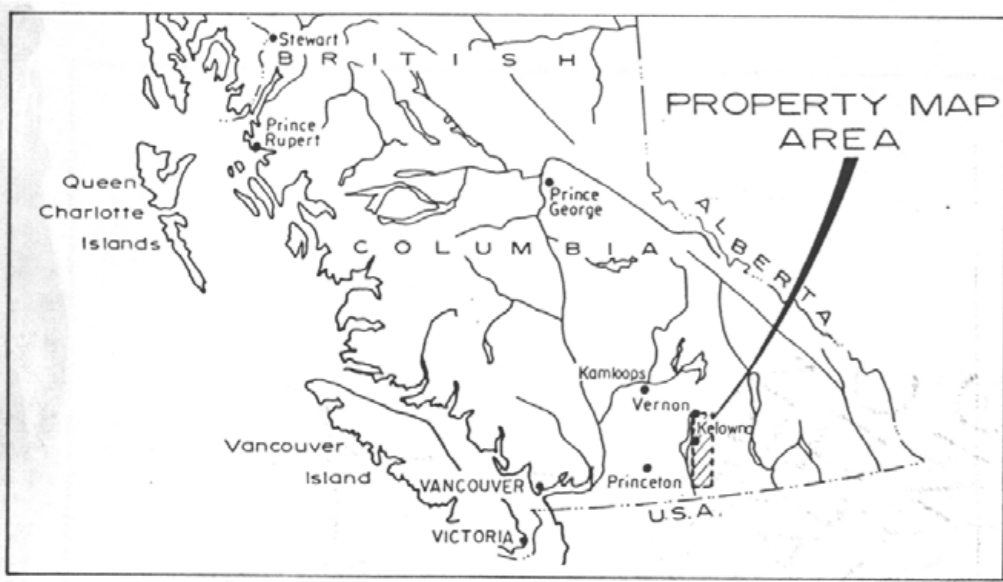 Stewart
BRITISH
PROPERTY MAP
AREA
Prince
Rupert
Queen
Charlotte
Islands
Prince
George
ALBERTA
COLUMBIA
Kamloops
Vernon
Kelowna
Vancouver
Island
Princeton
VANCOUVER
U.S.A.
VICTORIA